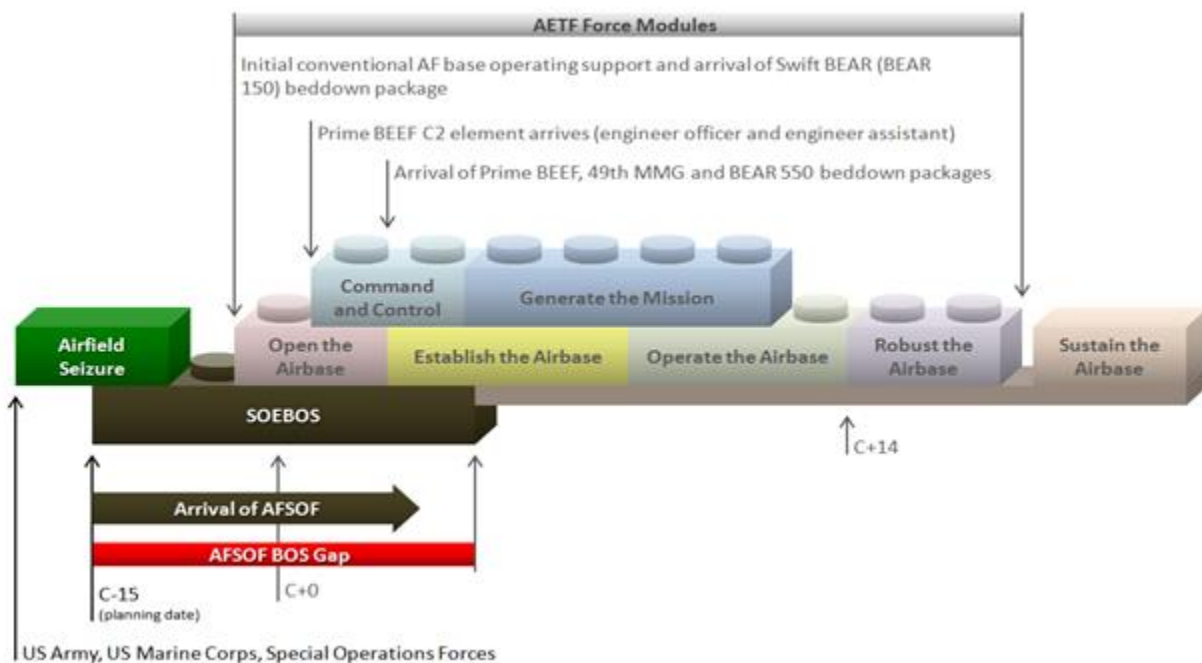 AETF Force Modules
Initial conventional AF base operating support and arrival of Swift BEAR (BEAR
150) beddown package
Prime BEEF C2 element arrives (engineer officer and engineer assistant)
Arrival of Prime BEEF, 49th MMG and BEAR 550 beddown packages
Command
and Control
Generate the Mission
Airfield
Seizure
Open the
Airbase
Establish the Airbase
Operate the Airbase
Robust the
Airbase
Sustain the
Airbase
SOEBOS
C+14
Arrival of AFSOF
AFSOF BOS Gap
C-15
(planning date)
C+0
US Army, US Marine Corps, Special Operations Forces